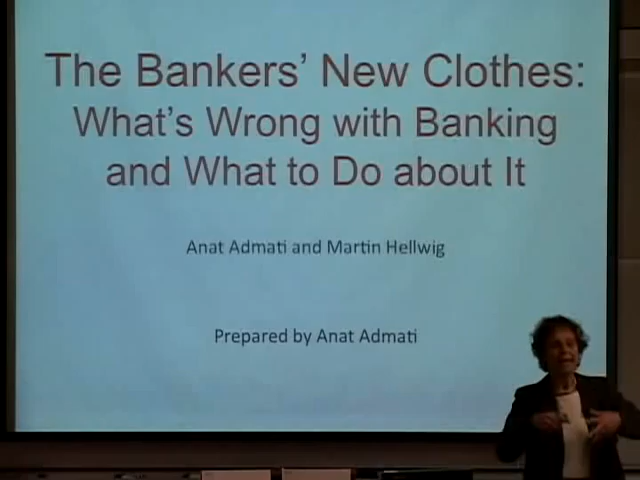 The Bankers’ New Clothes:
What’s Wrong with Banking
and What to Do about It
Anat Admati and Martin Hellwig
Prepared by Anat Admati